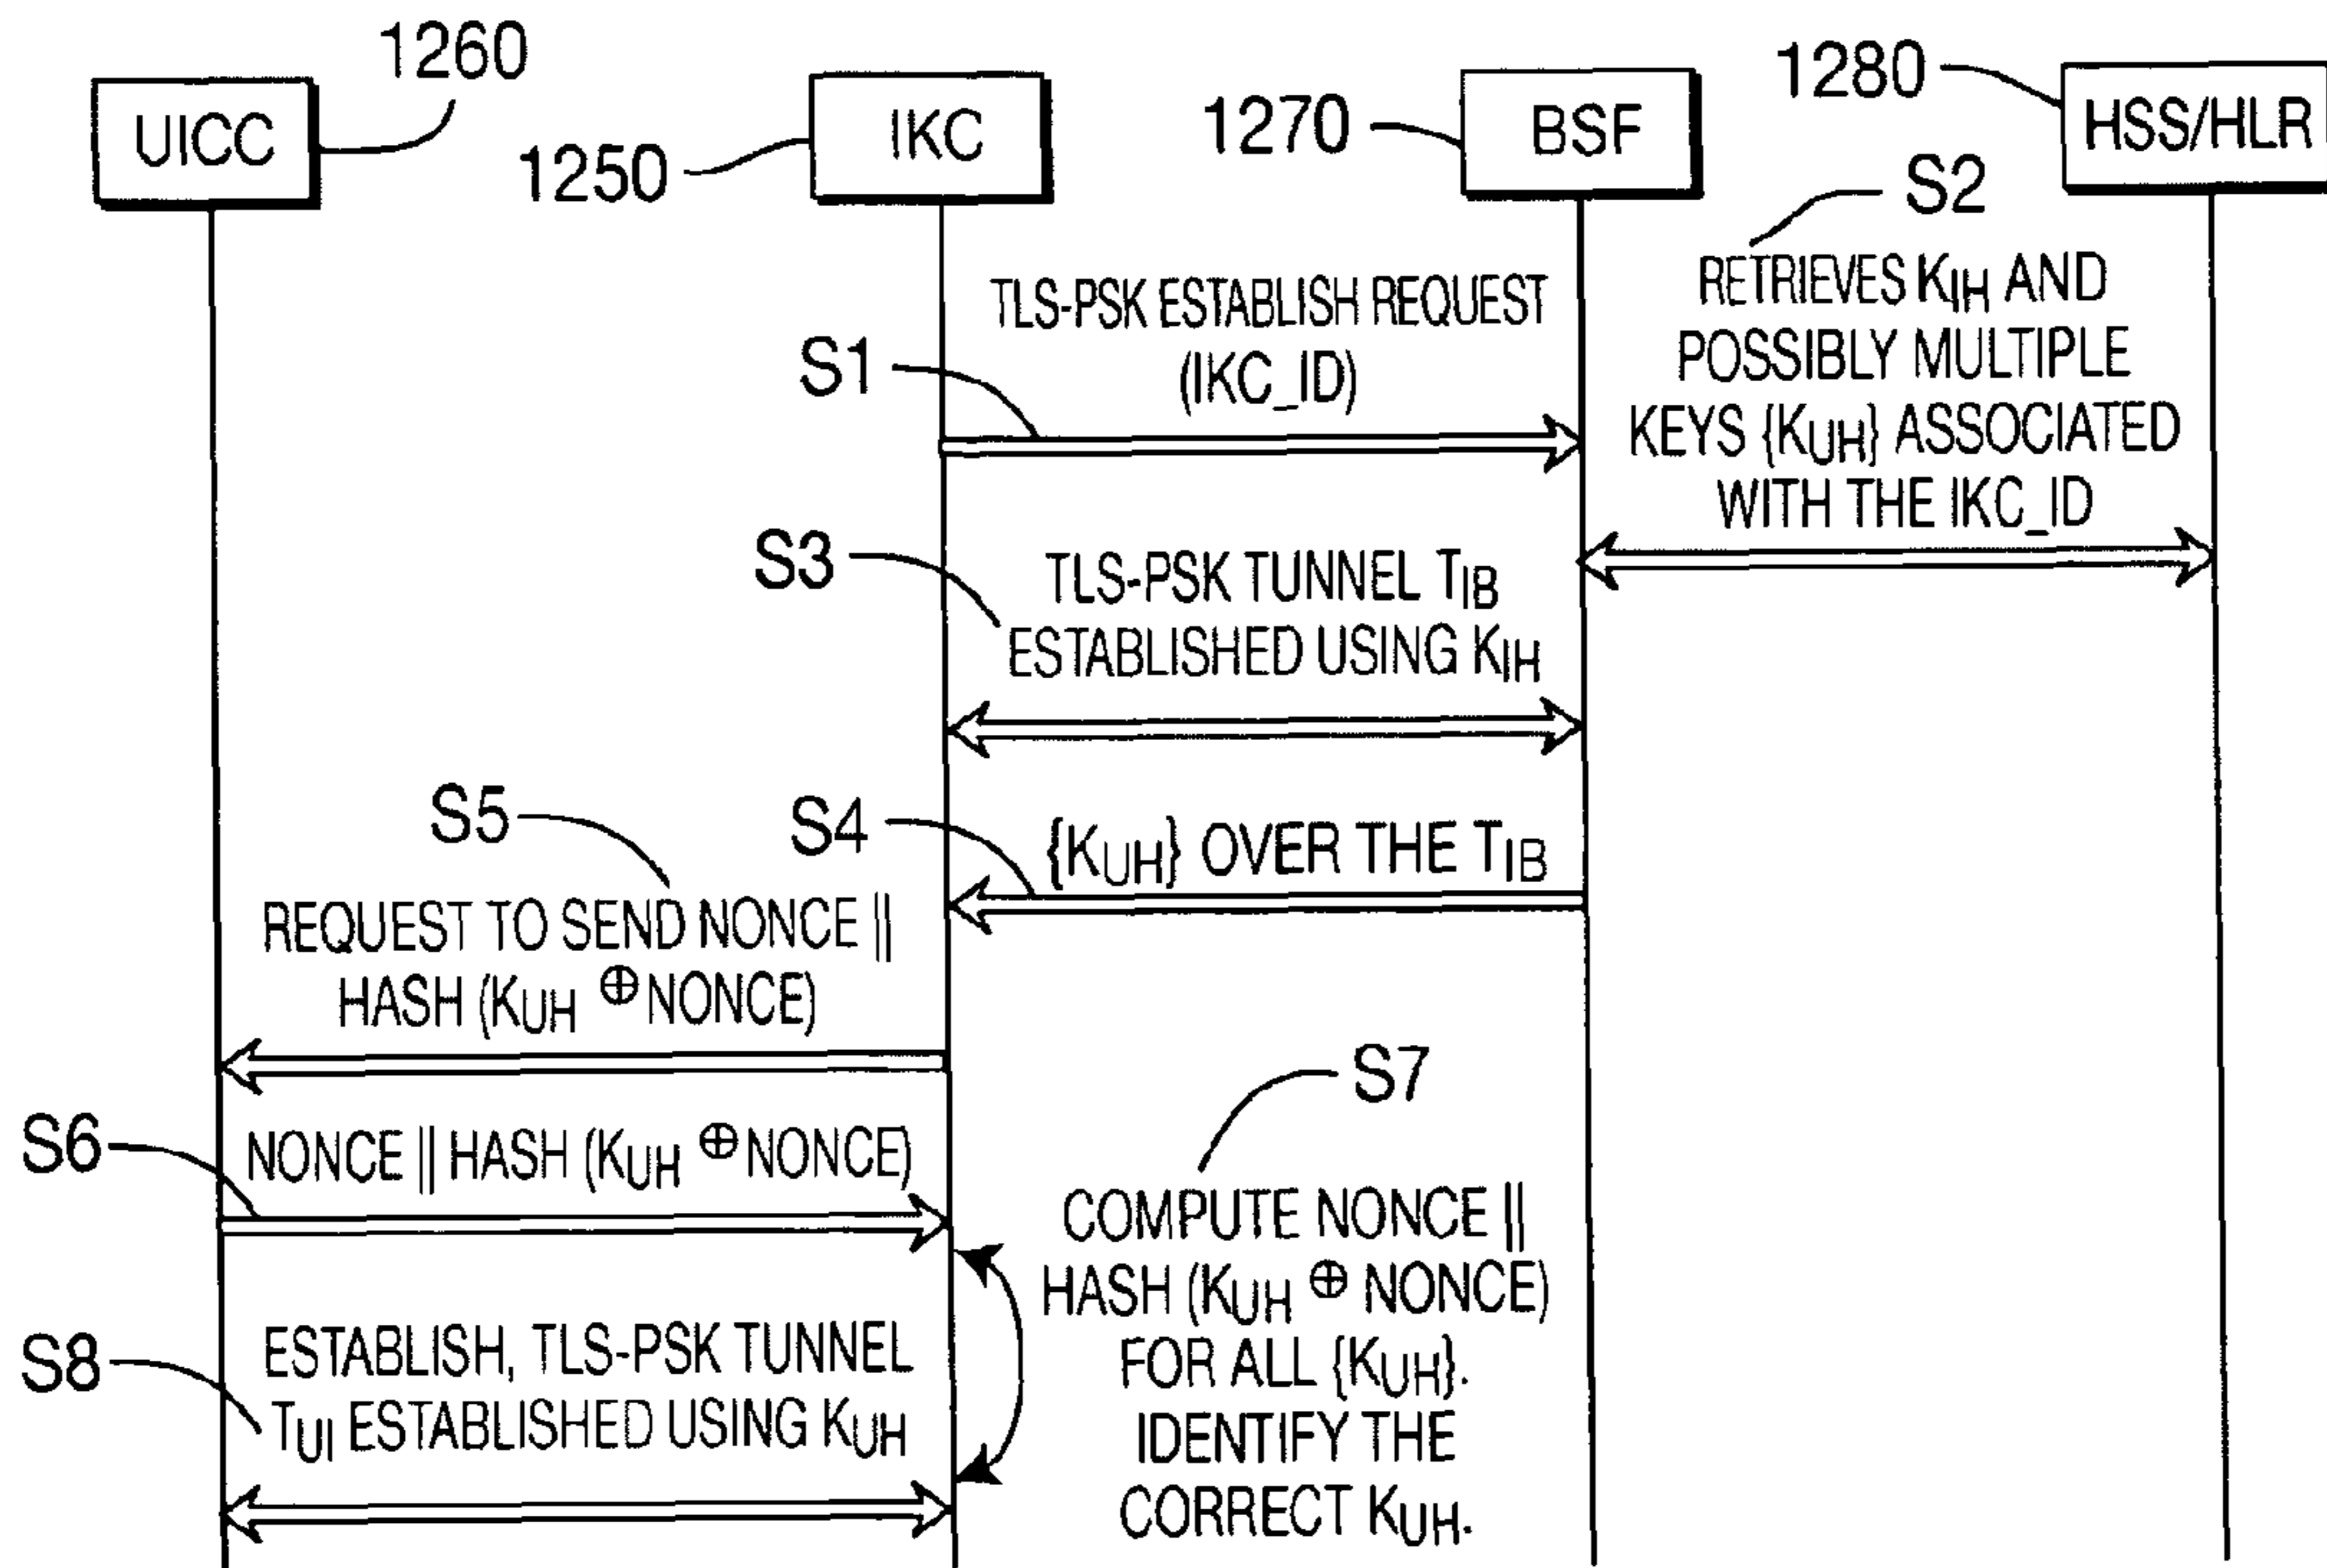 1260
UICC
1250
IKC
1270
BSF
1280
HSS/HLR
S1
TLS-PSK ESTABLISH REQUEST
(IKC_ID)
S2
RETRIEVES KIH AND
POSSIBLY MULTIPLE
KEYS {KUH} ASSOCIATED
WITH THE IKC_ID
S3
TLS-PSK TUNNEL TIB
ESTABLISHED USING KIH
S4
{KUH} OVER THE TIB
S5
REQUEST TO SEND NONCE ||
HASH (KUH ⊕ NONCE)
S6
NONCE || HASH (KUH ⊕ NONCE)
S7
COMPUTE NONCE ||
HASH (KUH ⊕ NONCE)
FOR ALL {KUH}.
IDENTIFY THE
CORRECT KUH.
S8
ESTABLISH, TLS-PSK TUNNEL
TUI ESTABLISHED USING KUH